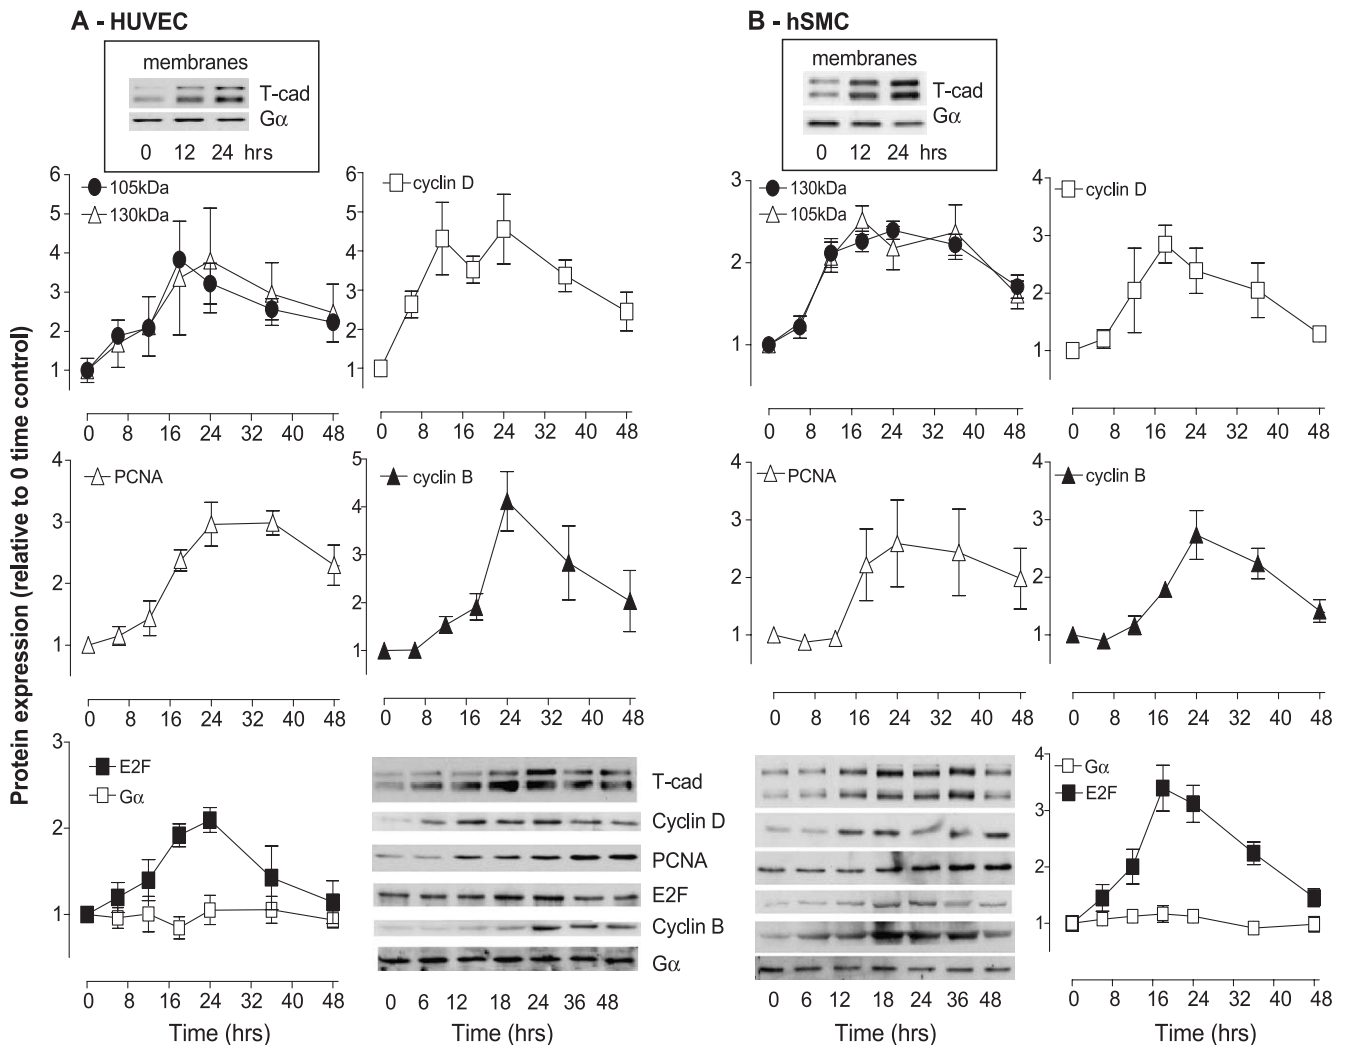 A - HUVEC
membranes
T-cad
Gα
0 12 24 hrs
B - hSMC
membranes
T-cad
Gα
0 12 24 hrs
Protein expression (relative to 0 time control)
105kDa
130kDa
6
5
4
3
2
1
0 8 16 24 32 40 48
cyclin D
6
5
4
3
2
1
0 8 16 24 32 40 48
130kDa
105kDa
3
2
1
0 8 16 24 32 40 48
cyclin D
4
3
2
1
0 8 16 24 32 40 48
PCNA
4
3
2
1
0 8 16 24 32 40 48
cyclin B
5
4
3
2
1
0 8 16 24 32 40 48
PCNA
4
3
2
1
0 8 16 24 32 40 48
cyclin B
4
3
2
1
0 8 16 24 32 40 48
E2F
Gα
3
2
1
0 8 16 24 32 40 48
Time (hrs)
T-cad
Cyclin D
PCNA
E2F
Cyclin B
Gα
0 6 12 18 24 36 48
Time (hrs)
0 6 12 18 24 36 48
Time (hrs)
Gα
E2F
4
3
2
1
0 8 16 24 32 40 48
Time (hrs)